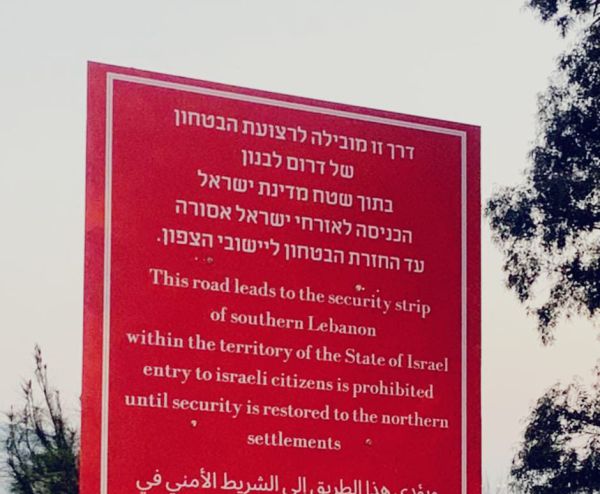 דרך זו מובילה לרצועת הבטחון
של דרום לבנון
בתוך שטח מדינת ישראל
הכניסה לאזרחי ישראל אסורה
עד החזרת הבטחון ליישובי הצפון.
This road leads to the security strip
of southern Lebanon
within the territory of the State of Israel
entry to israeli citizens is prohibited
until security is restored to the northern
settlements
يؤدي هذا الطريق إلى الشريط الأمني في